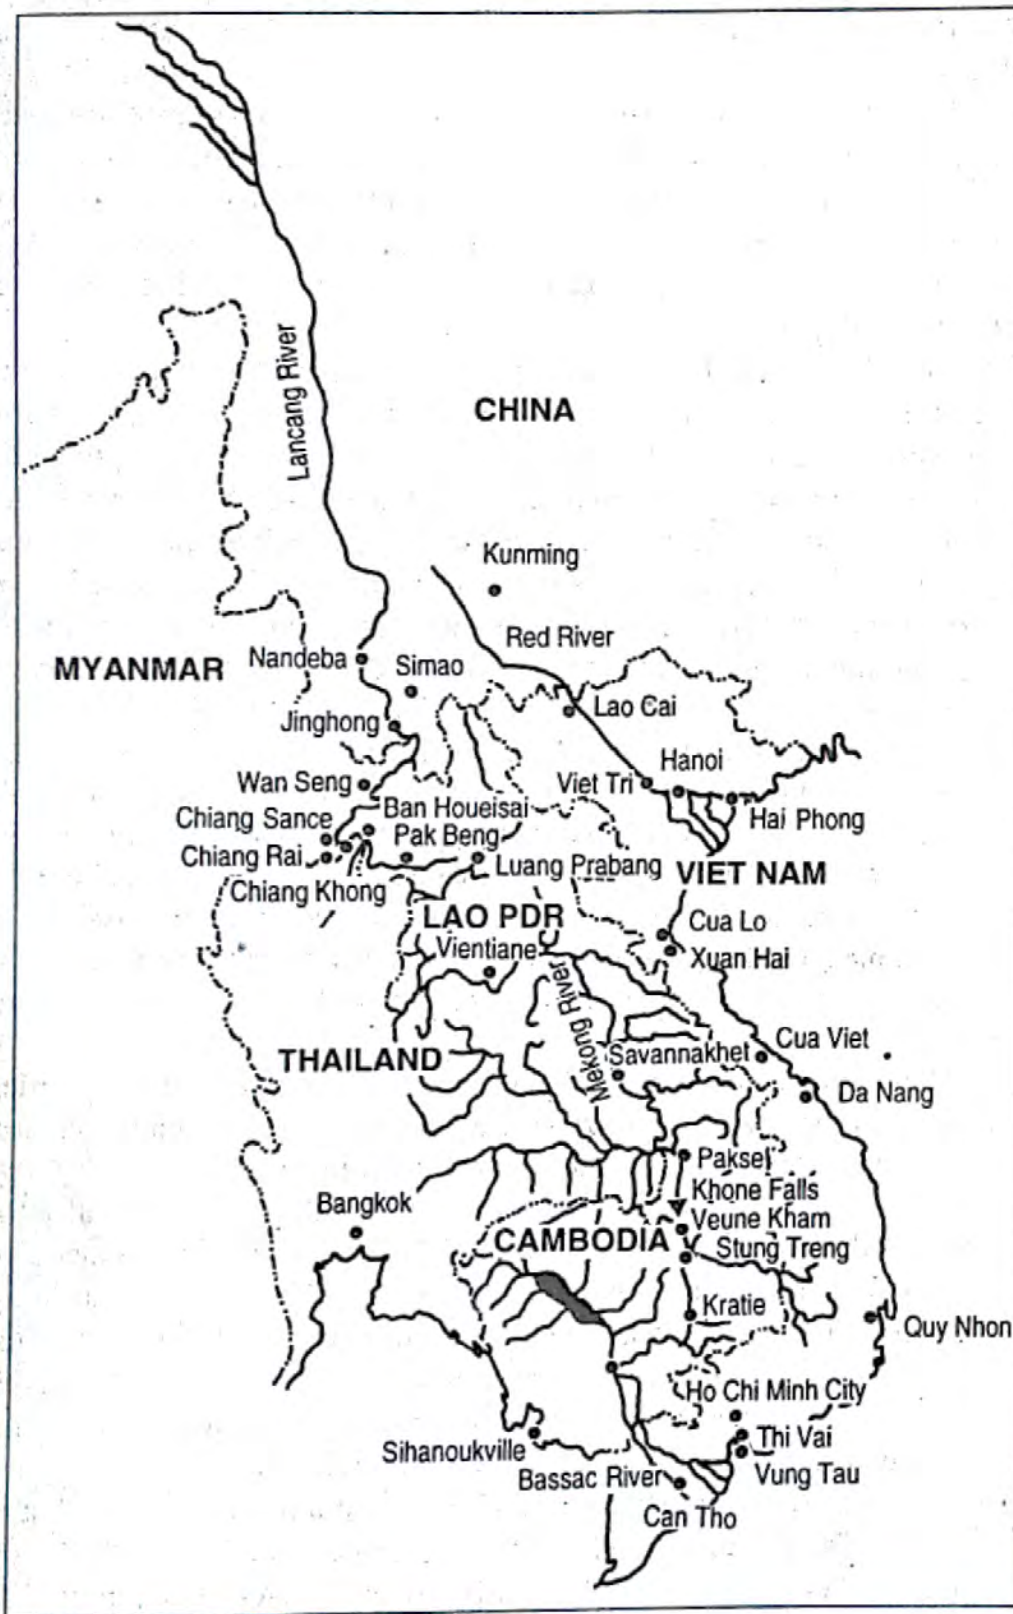 Lancang River
CHINA
Kunming
Red River
MYANMAR
Nandeba
Simao
Lao Cai
Jinghong
Hanoi
Wan Seng
Viet Tri
Ban Houeisai
Chiang Sance
Hai Phong
Pak Beng
Chiang Rai
Luang Prabang
VIET NAM
Chiang Khong
LAO PDR
Cua Lo
Vientiane
Xuan Hai
Mekong River
Cua Viet
THAILAND
Savannakhet
Da Nang
Paksel
Khone Falls
Bangkok
Veune Kham
CAMBODIA
Stung Treng
Kratie
Quy Nhon
Ho Chi Minh City
Thi Vai
Sihanoukville
Vung Tau
Bassac River
Can Tho